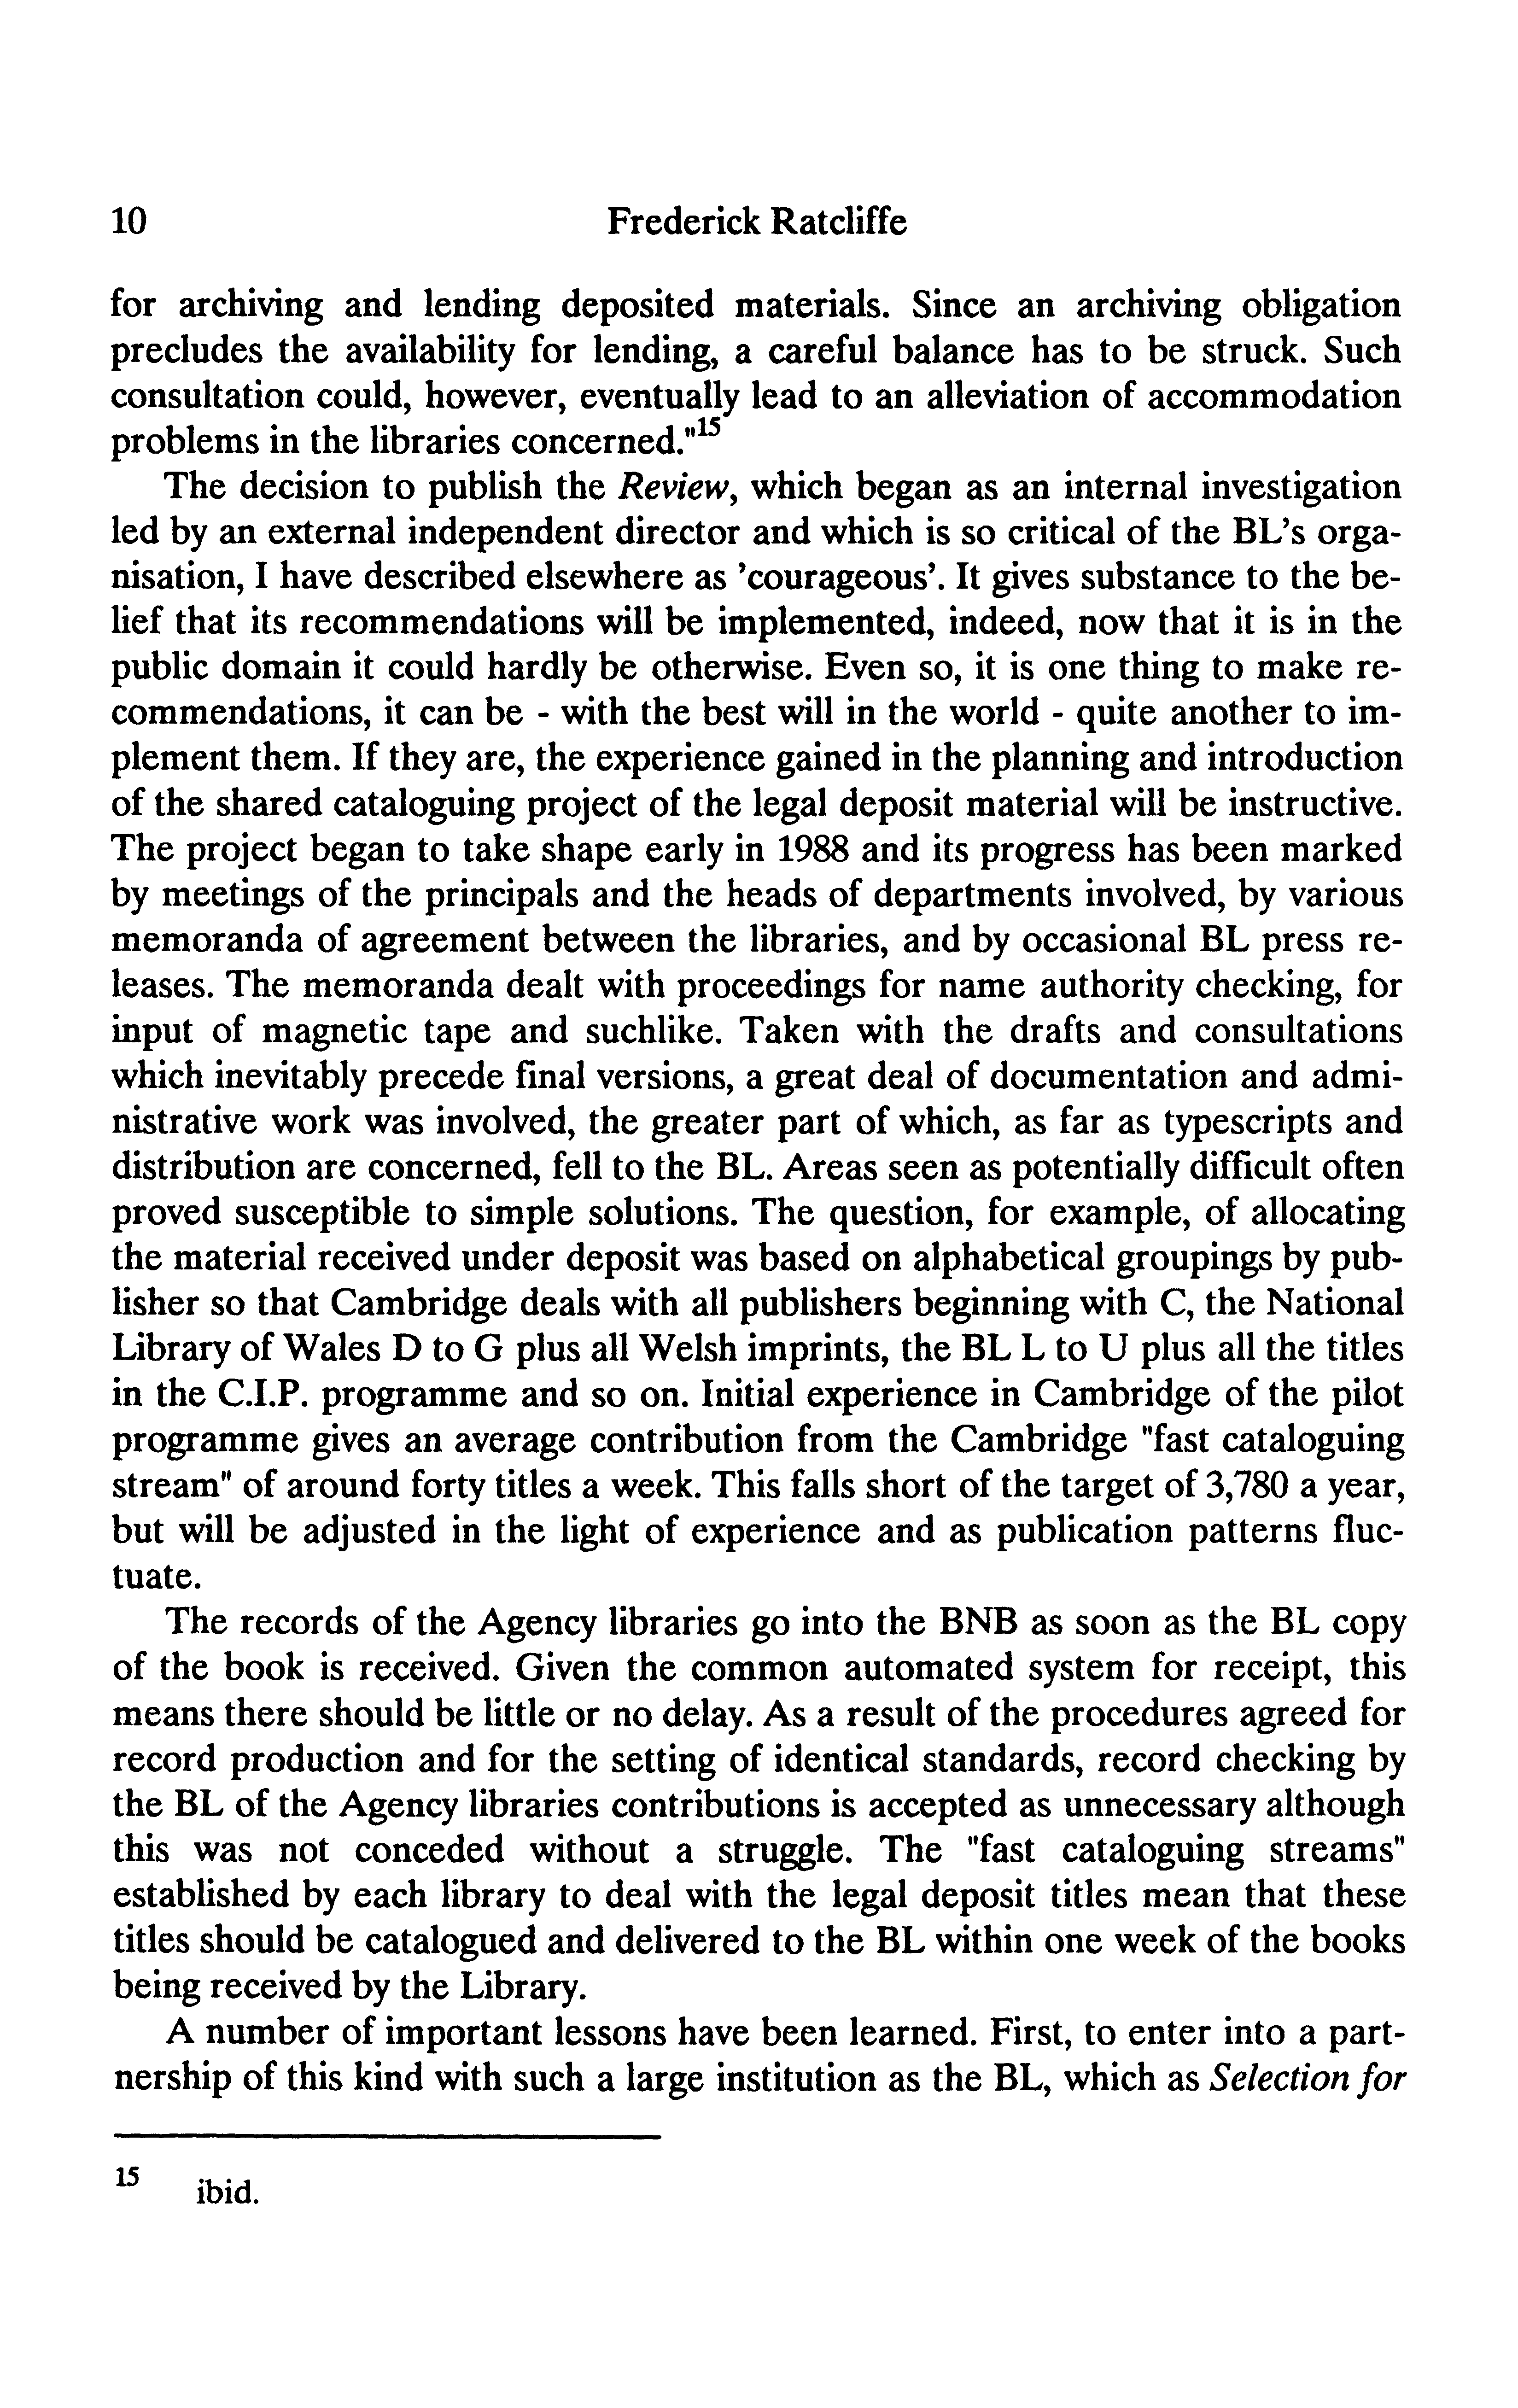 10 Frederick Ratcliffe
for archiving and lending deposited materials. Since an archiving obligation
precludes the availability for lending, a careful balance has to be struck. Such
consultation could, however, eventually lead to an alleviation of accommodation
problems in the libraries concerned."15
The decision to publish the Review, which began as an internal investigation
led by an external independent director and which is so critical of the BL's orga-
nisation, I have described elsewhere as 'courageous'. It gives substance to the be-
lief that its recommendations will be implemented, indeed, now that it is in the
public domain it could hardly be otherwise. Even so, it is one thing to make re-
commendations, it can be - with the best will in the world - quite another to im-
plement them. If they are, the experience gained in the planning and introduction
of the shared cataloguing project of the legal deposit material will be instructive.
The project began to take shape early in 1988 and its progress has been marked
by meetings of the principals and the heads of departments involved, by various
memoranda of agreement between the libraries, and by occasional BL press re-
leases. The memoranda dealt with proceedings for name authority checking, for
input of magnetic tape and suchlike. Taken with the drafts and consultations
which inevitably precede final versions, a great deal of documentation and admi-
nistrative work was involved, the greater part of which, as far as typescripts and
distribution are concerned, fell to the BL. Areas seen as potentially difficult often
proved susceptible to simple solutions. The question, for example, of allocating
the material received under deposit was based on alphabetical groupings by pub-
lisher so that Cambridge deals with all publishers beginning with C, the National
Library of Wales D to G plus all Welsh imprints, the BL L to U plus all the titles
in the C.I.P. programme and so on. Initial experience in Cambridge of the pilot
programme gives an average contribution from the Cambridge "fast cataloguing
stream" of around forty titles a week. This falls short of the target of 3,780 a year,
but will be adjusted in the light of experience and as publication patterns fluc-
tuate.
The records of the Agency libraries go into the BNB as soon as the BL copy
of the book is received. Given the common automated system for receipt, this
means there should be little or no delay. As a result of the procedures agreed for
record production and for the setting of identical standards, record checking by
the BL of the Agency libraries contributions is accepted as unnecessary although
this was not conceded without a struggle. The "fast cataloguing streams"
established by each library to deal with the legal deposit titles mean that these
titles should be catalogued and delivered to the BL within one week of the books
being received by the Library.
A number of important lessons have been learned. First, to enter into a part-
nership of this kind with such a large institution as the BL, which as Selection for
15 ibid.